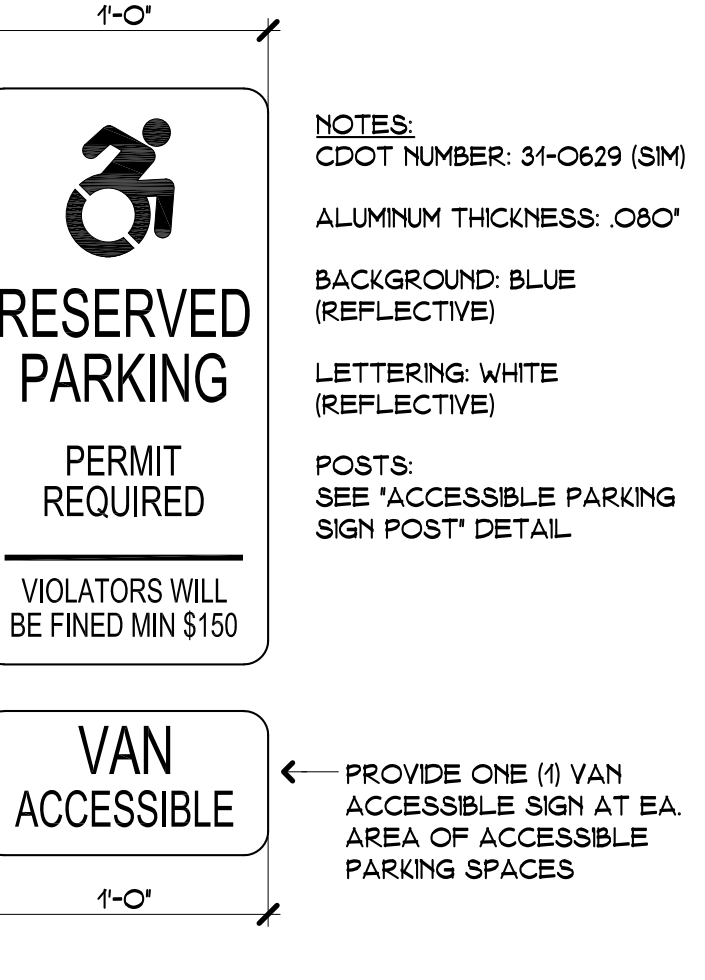 1'-0"
RESERVED
PARKING
PERMIT
REQUIRED
VIOLATORS WILL
BE FINED MIN $150
VAN
ACCESSIBLE
1'-0"
NOTES:
CDOT NUMBER: 31-0629 (SIM)
ALUMINUM THICKNESS: .080"
BACKGROUND: BLUE
(REFLECTIVE)
LETTERING: WHITE
(REFLECTIVE)
POSTS:
SEE "ACCESSIBLE PARKING
SIGN POST" DETAIL
PROVIDE ONE (1) VAN
ACCESSIBLE SIGN AT EA.
AREA OF ACCESSIBLE
PARKING SPACES